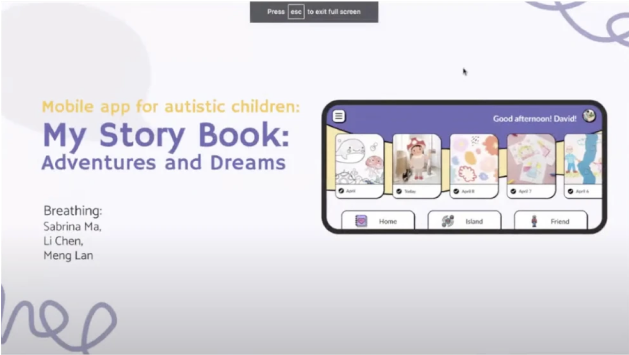 Press esc to exit full screen
Mobile app for autistic children:
My Story Book:
Adventures and Dreams
Breathing:
Sabrina Ma,
Li Chen,
Meng Lan
Good afternoon! David!
April
Today
April 8
April 7
April 6
Home
Island
Friend